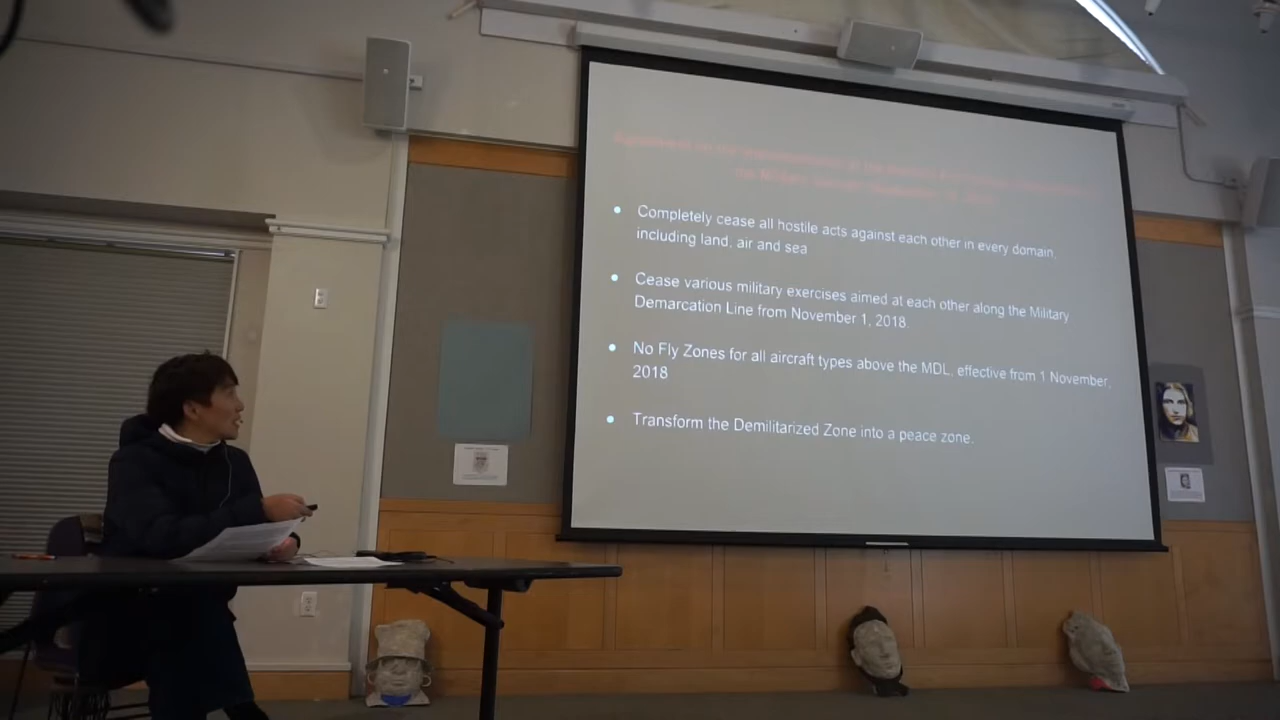 Completely cease all hostile acts against each other in every domain,
including land, air and sea
Cease various military exercises aimed at each other along the Military
Demarcation Line from November 1, 2018.
No Fly Zones for all aircraft types above the MDL, effective from 1 November,
2018
Transform the Demilitarized Zone into a peace zone.